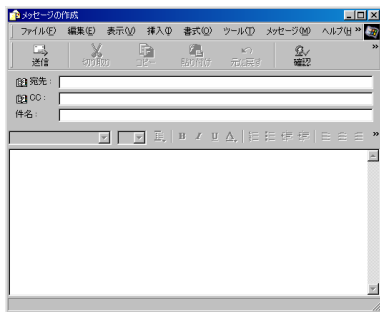 メッセージの作成
ファイル(F) 編集(E) 表示(V) 挿入(I) 書式(O) ツール(T) メッセージ(M) ヘルプ(H) »
送信 切り取り コピー 貼り付け 元に戻す 確認 »
宛先:
CC:
件名:
B I U A »